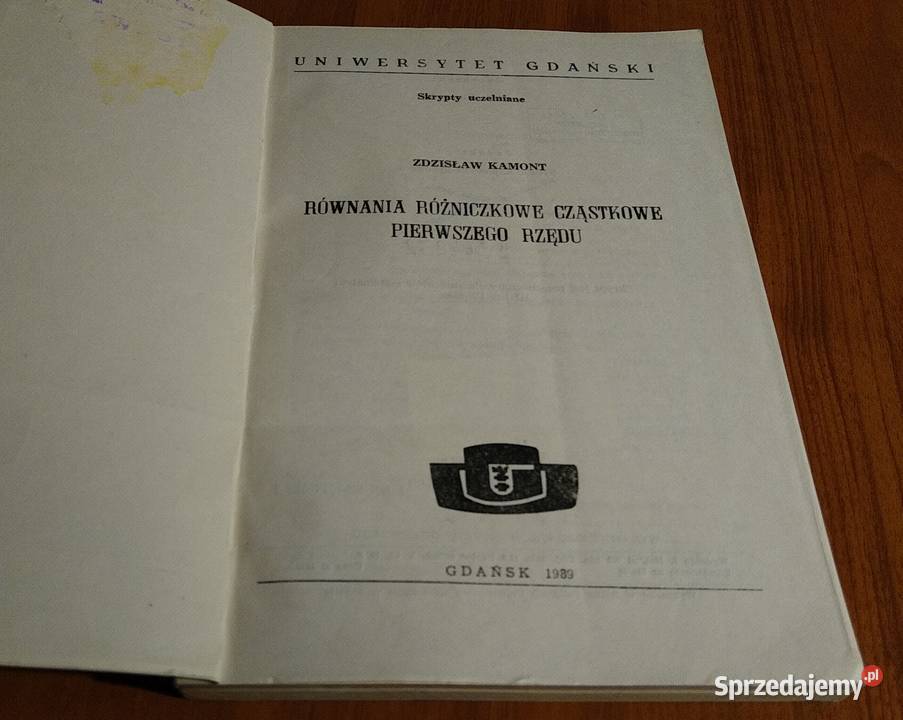 UNIWERSYTET GDAŃSKI
Skrypty uczelniane
ZDZISŁAW KAMONT
RÓWNANIA RÓŻNICZKOWE CZĄSTKOWE
PIERWSZEGO RZĘDU
GDAŃSK 1989
Sprzedajemy.pl